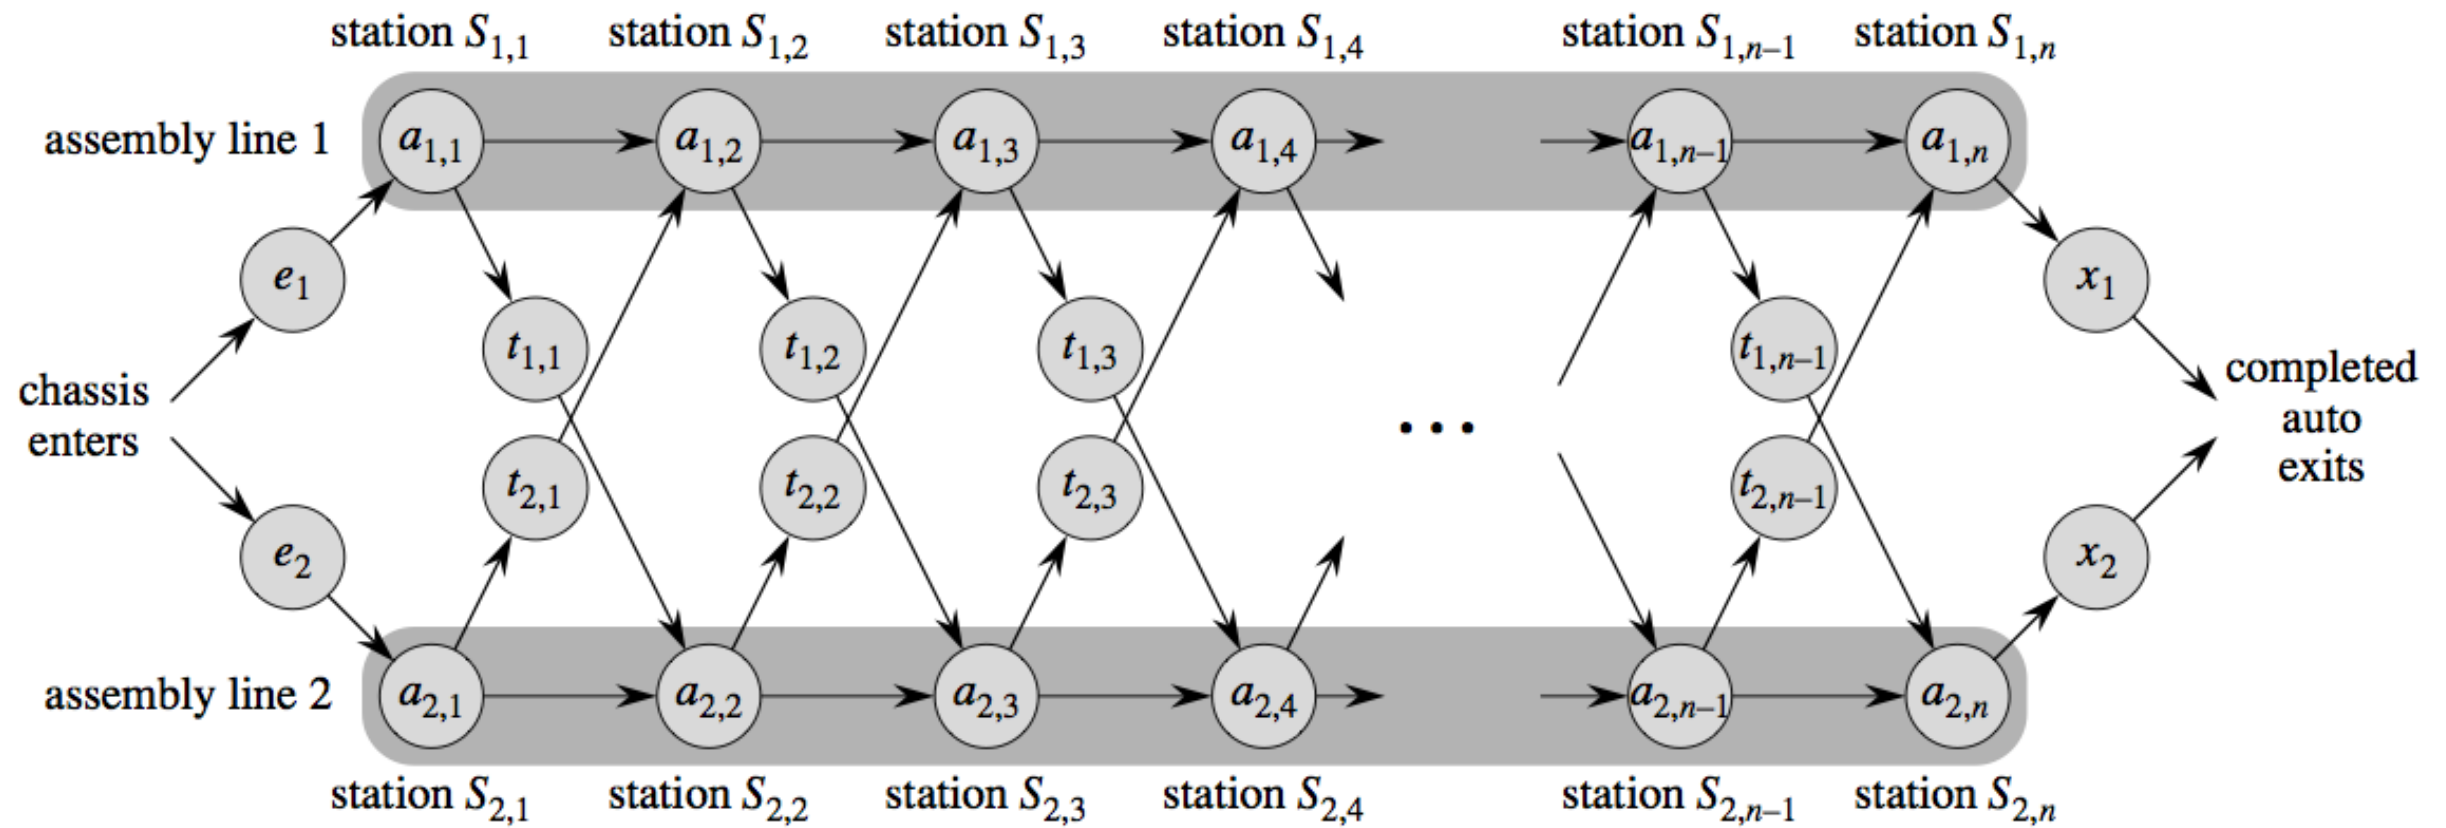 station S1,1 station S1,2 station S1,3 station S1,4 station S1,n–1 station S1,n
assembly line 1 a1,1 a1,2 a1,3 a1,4 a1,n–1 a1,n
e1 x1
t1,1 t1,2 t1,3 t1,n–1
chassis
enters
completed
auto
exits
...
t2,1 t2,2 t2,3 t2,n–1
e2 x2
assembly line 2 a2,1 a2,2 a2,3 a2,4 a2,n–1 a2,n
station S2,1 station S2,2 station S2,3 station S2,4 station S2,n–1 station S2,n